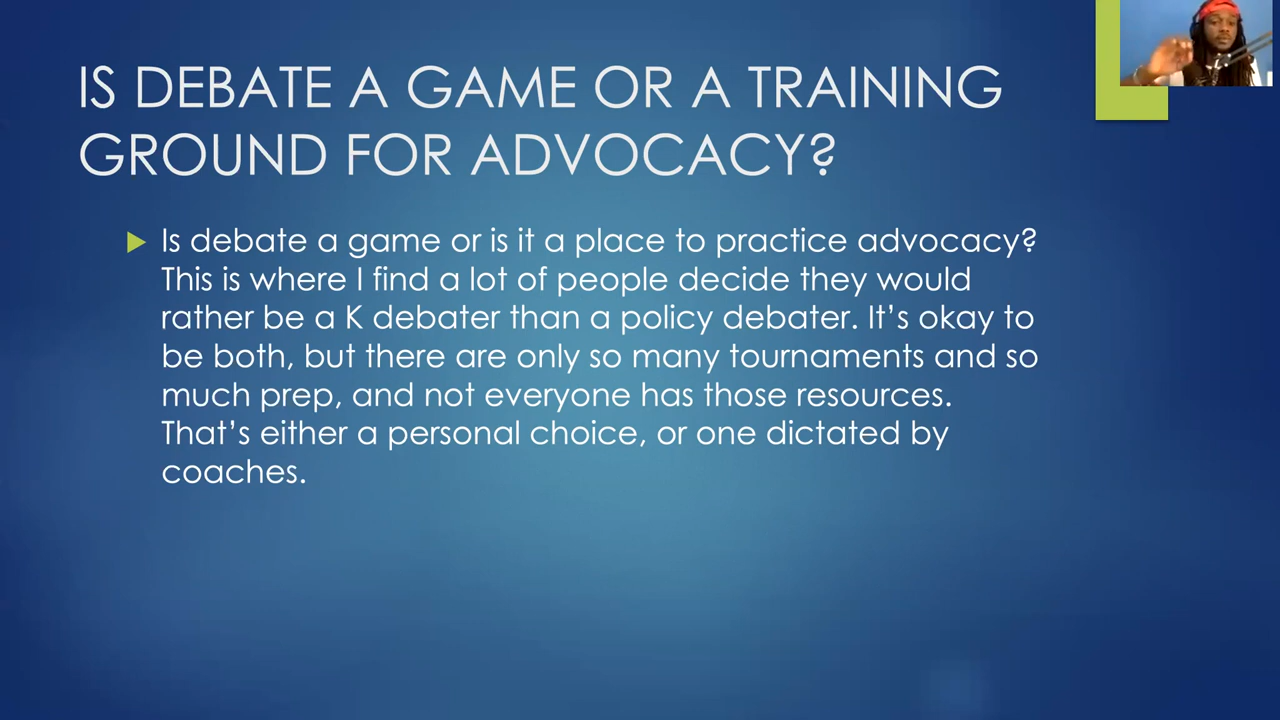 IS DEBATE A GAME OR A TRAINING
GROUND FOR ADVOCACY?
Is debate a game or is it a place to practice advocacy?
This is where I find a lot of people decide they would
rather be a K debater than a policy debater. It’s okay to
be both, but there are only so many tournaments and so
much prep, and not everyone has those resources.
That’s either a personal choice, or one dictated by
coaches.